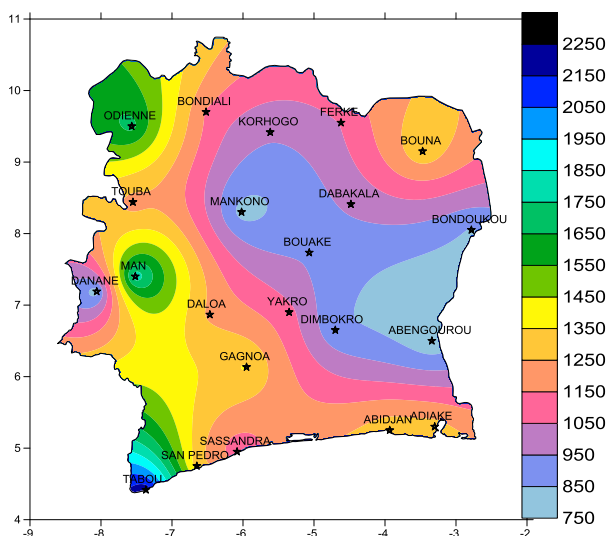 11
10
9
8
7
6
5
4
-9
-8
-7
-6
-5
-4
-3
-2
ODIENNE
BONDIALI
KORHOGO
FERKE
BOUNA
TOUBA
MANKONO
DABAKALA
BONDOUKOU
BOUAKE
MAN
DANANE
DALOA
YAKRO
DIMBOKRO
ABENGOUROU
GAGNOA
ABIDJAN
ADIAKE
SASSANDRA
SAN PEDRO
TABOU
2250
2150
2050
1950
1850
1750
1650
1550
1450
1350
1250
1150
1050
950
850
750